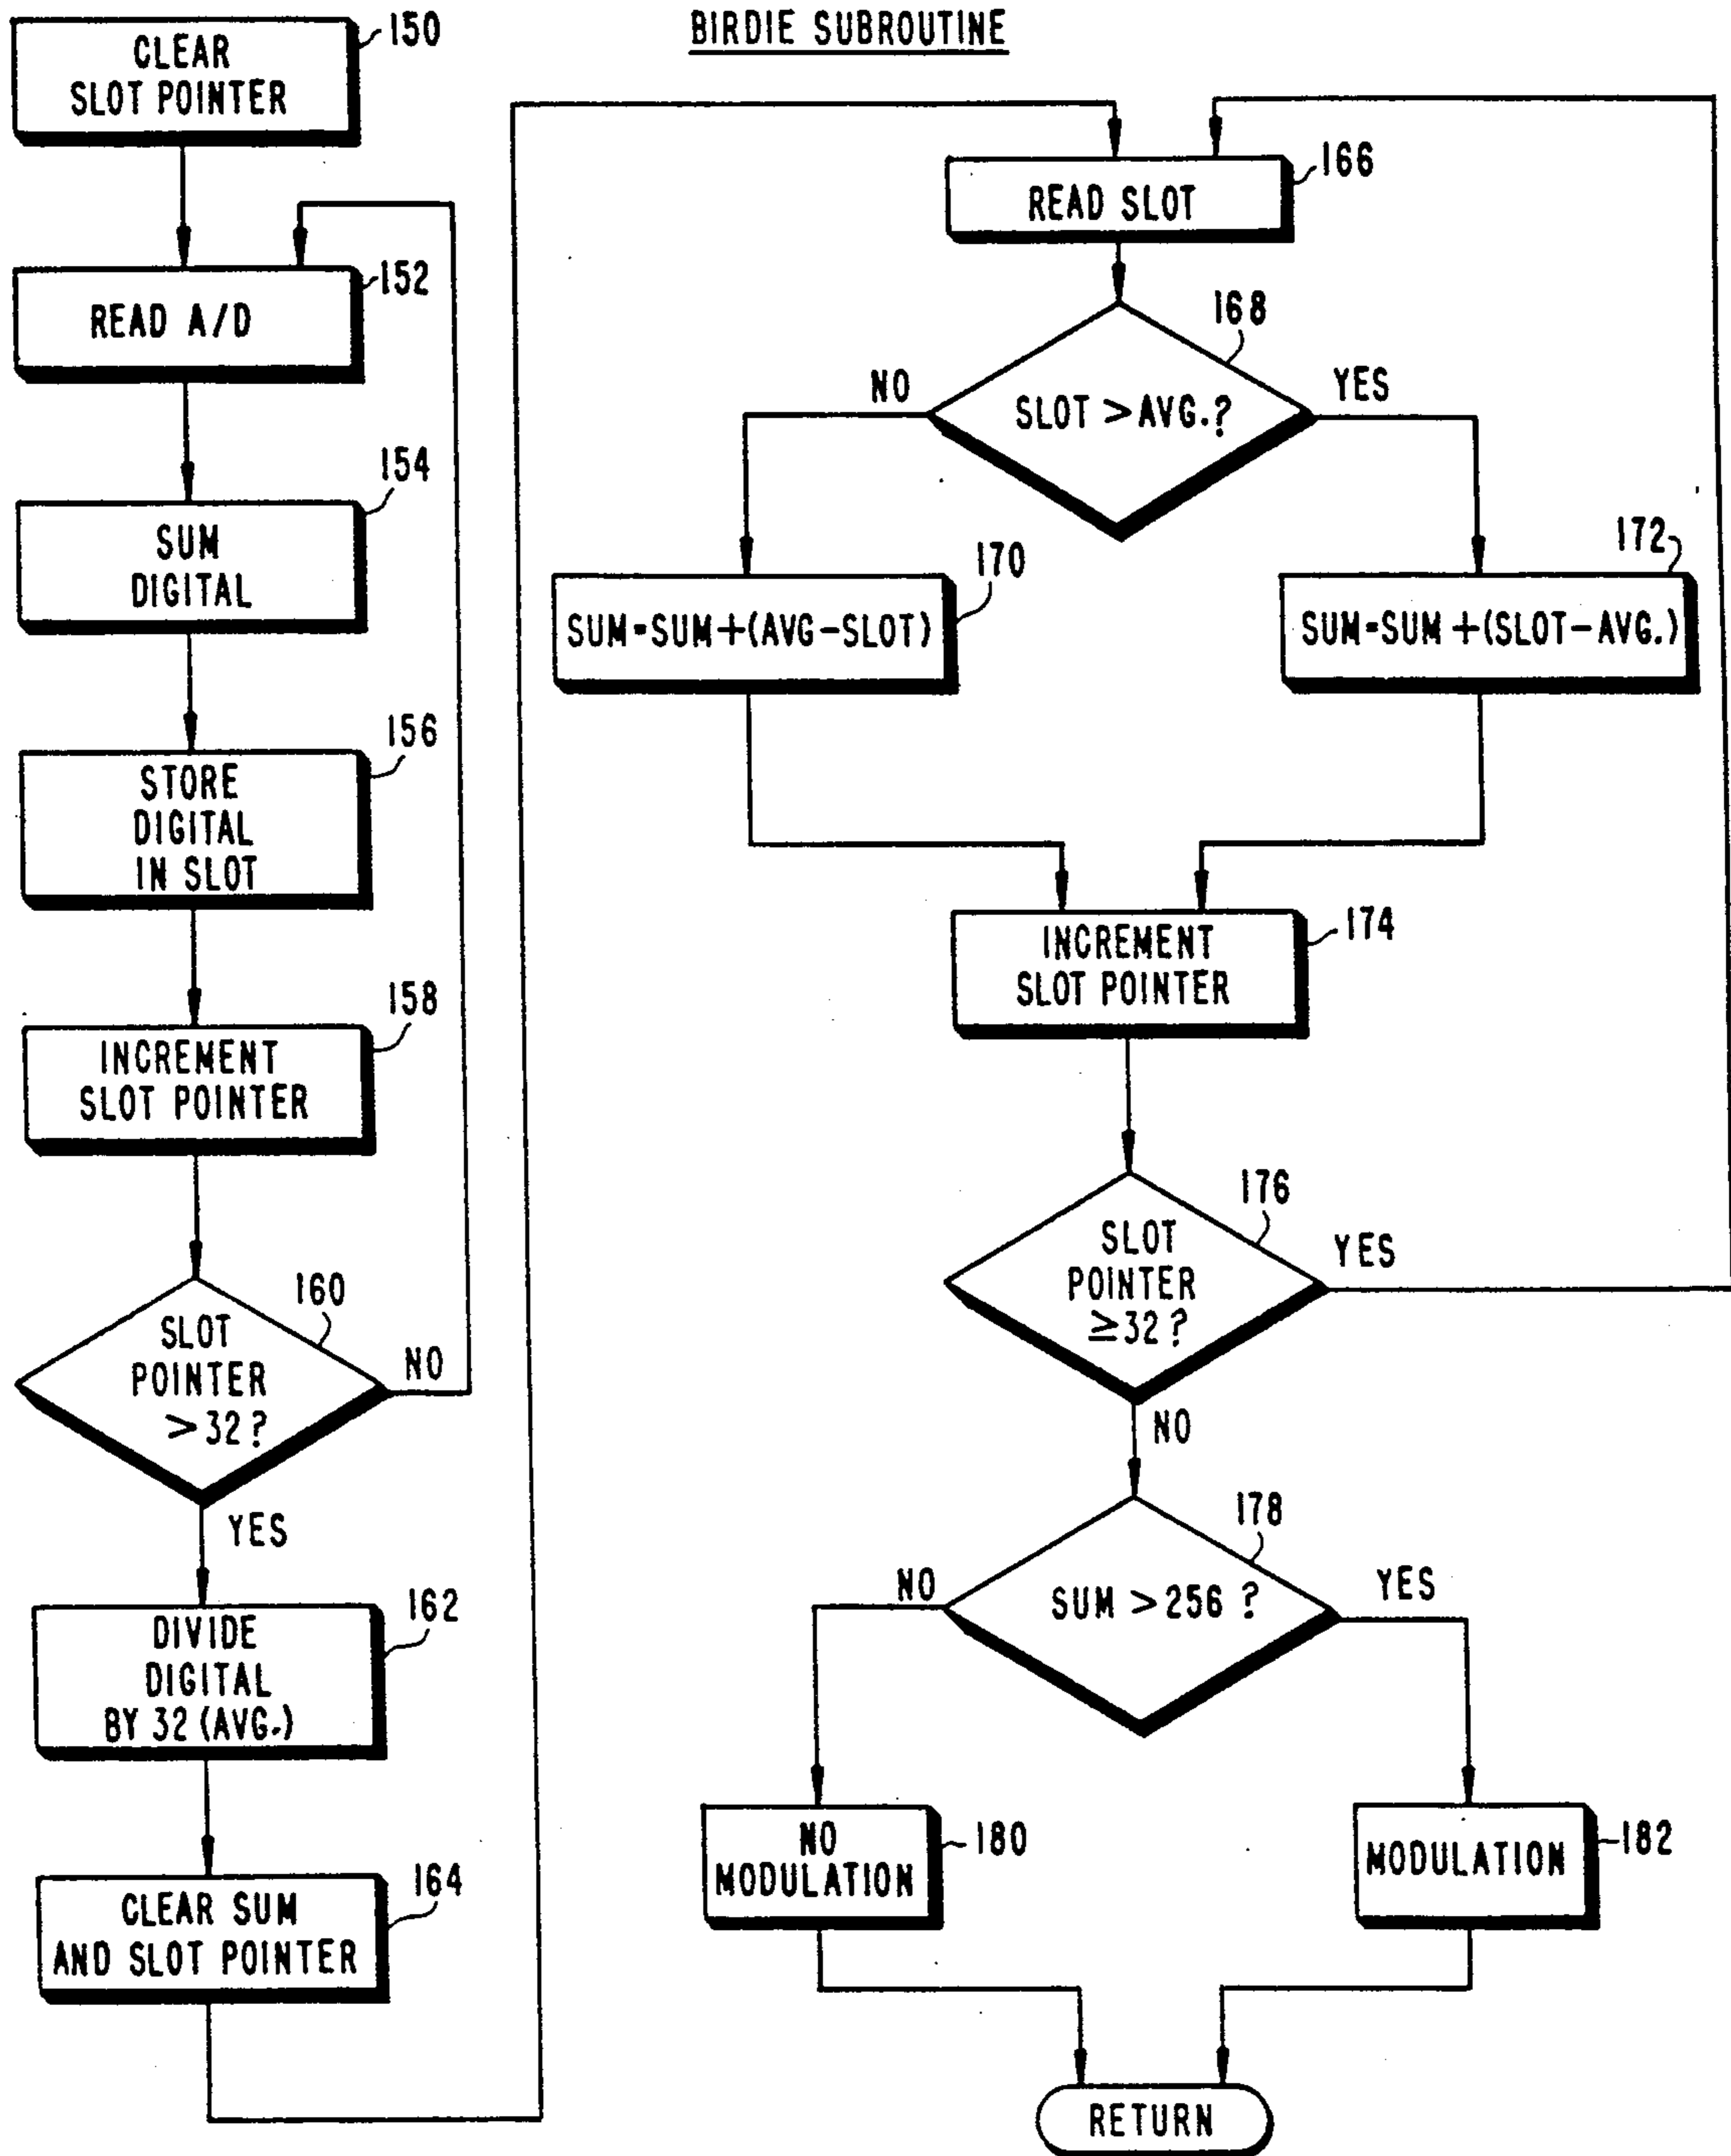 BIRDIE SUBROUTINE
150
CLEAR
SLOT POINTER
152
READ A/D
154
SUM
DIGITAL
156
STORE
DIGITAL
IN SLOT
158
INCREMENT
SLOT POINTER
160
SLOT
POINTER
> 32 ?
NO
YES
162
DIVIDE
DIGITAL
BY 32 (AVG.)
164
CLEAR SUM
AND SLOT POINTER
166
READ SLOT
168
SLOT > AVG. ?
NO
YES
170
SUM=SUM+(AVG-SLOT)
172
SUM=SUM+(SLOT-AVG.)
174
INCREMENT
SLOT POINTER
176
SLOT
POINTER
≥32 ?
YES
NO
178
SUM > 256 ?
NO
YES
180
NO
MODULATION
182
MODULATION
RETURN